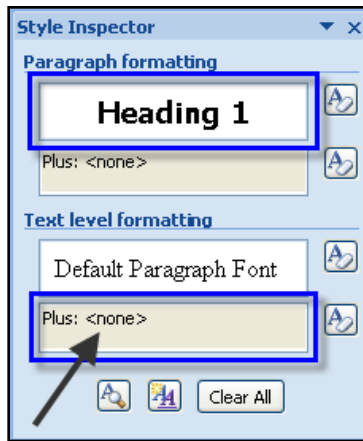 Style Inspector
Paragraph formatting
Heading 1
Plus: <none>
Text level formatting
Default Paragraph Font
Plus: <none>
Clear All